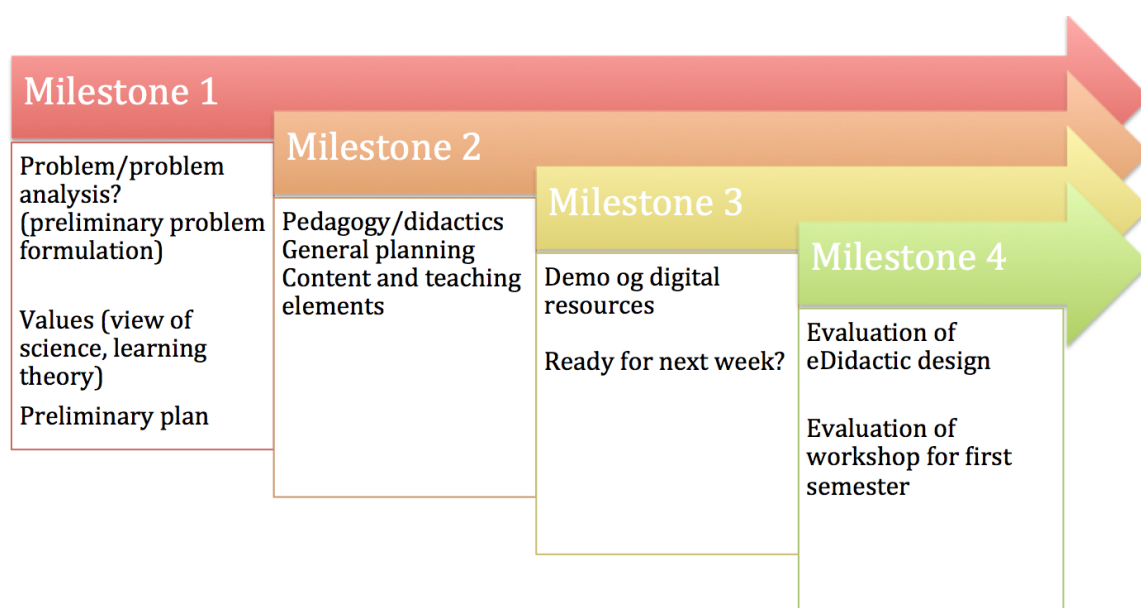 Milestone 1
Problem/problem
analysis?
(preliminary problem
formulation)
Values (view of
science, learning
theory)
Preliminary plan
Milestone 2
Pedagogy/didactics
General planning
Content and teaching
elements
Milestone 3
Demo og digital
resources
Ready for next week?
Milestone 4
Evaluation of
eDidactic design
Evaluation of
workshop for first
semester